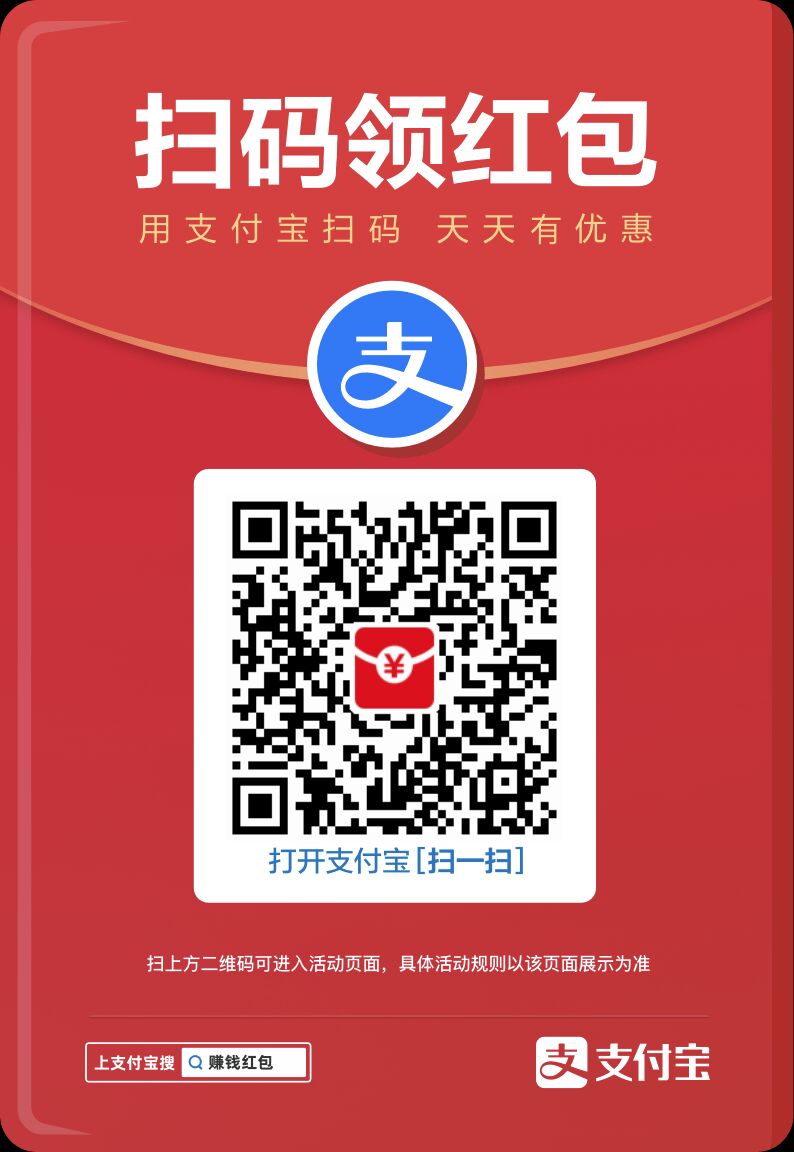 扫码领红包
用支付宝扫码 天天有优惠
支
¥
打开支付宝[扫一扫]
扫上方二维码可进入活动页面，具体活动规则以该页面展示为准
上支付宝搜 赚钱红包
支 支付宝